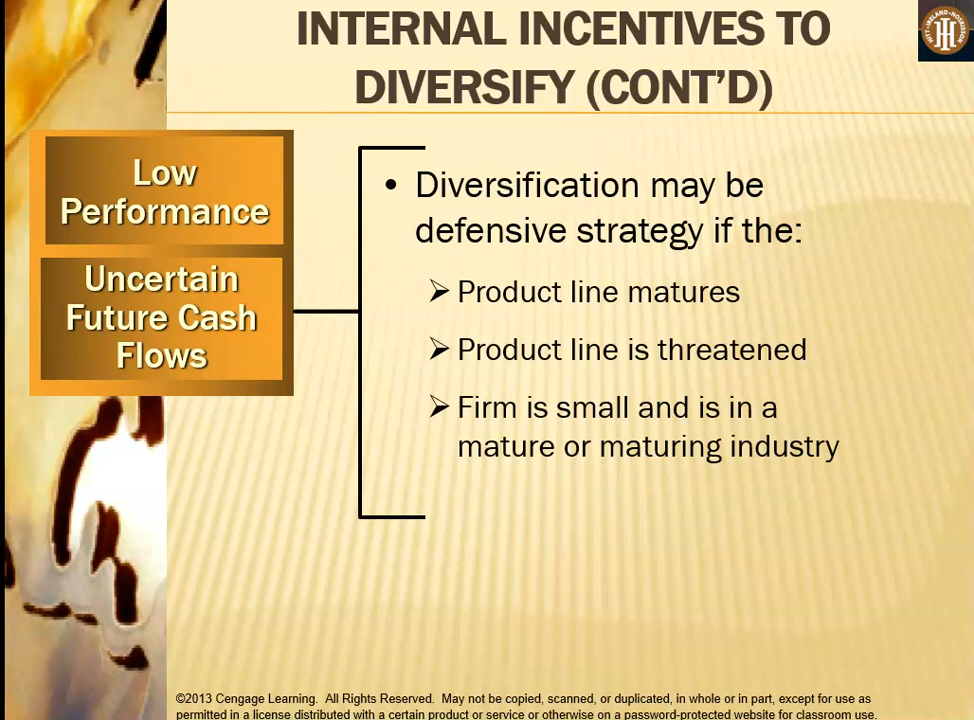 INTERNAL INCENTIVES TO
DIVERSIFY (CONT’D)
HITT•IRELAND•HOSKISSON
Low
Performance
Uncertain
Future Cash
Flows
• Diversification may be
defensive strategy if the:
➢ Product line matures
➢ Product line is threatened
➢ Firm is small and is in a
mature or maturing industry
©2013 Cengage Learning. All Rights Reserved. May not be copied, scanned, or duplicated, in whole or in part, except for use as
permitted in a license distributed with a certain product or service or otherwise on a password-protected website for classroom use.